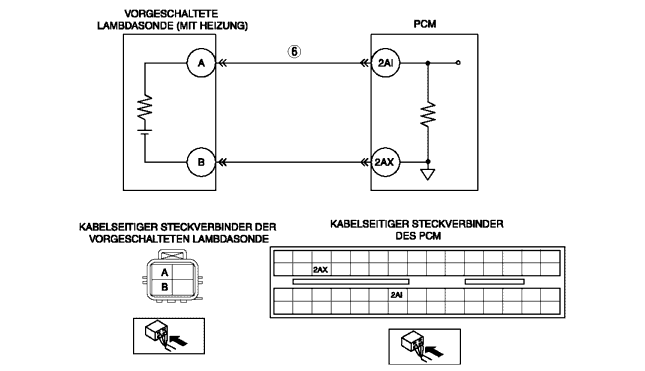 VORGESCHALTETE
LAMBDASONDE (MIT HEIZUNG)
PCM
A
6
2AI
B
2AX
KABELSEITIGER STECKVERBINDER DER
VORGESCHALTETEN LAMBDASONDE
KABELSEITIGER STECKVERBINDER
DES PCM
A
B
2AX
2AI